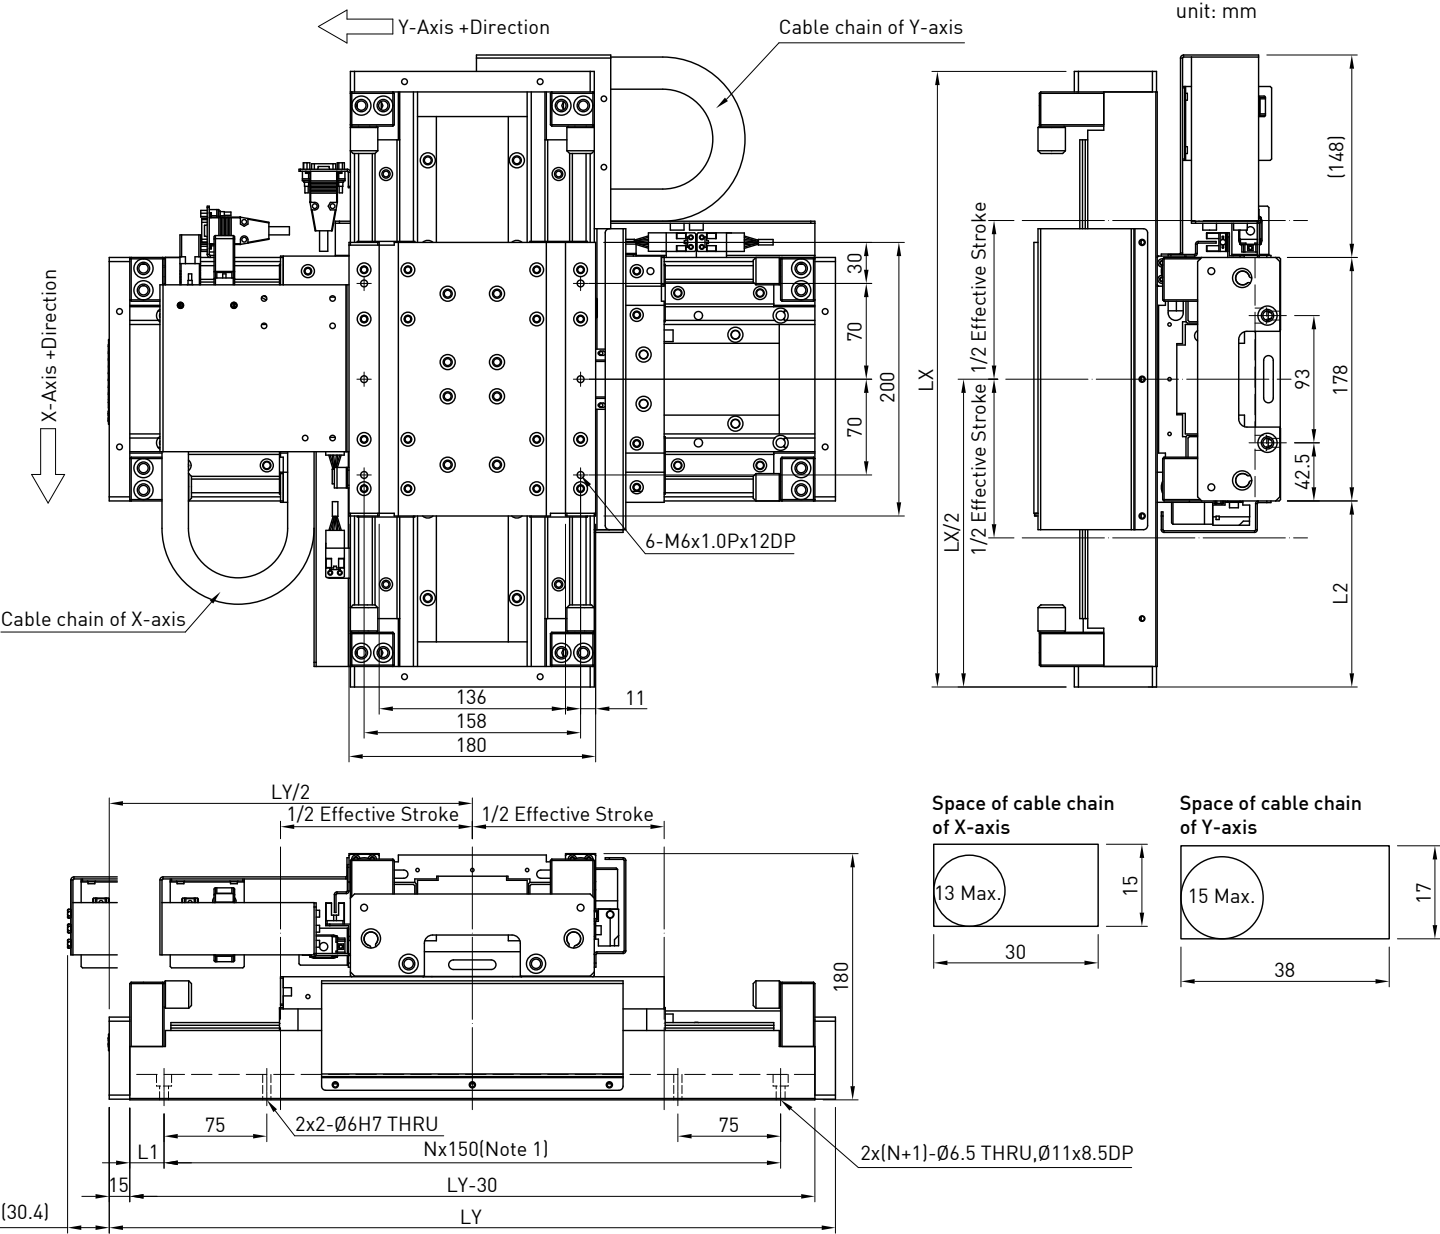 unit: mm
Y-Axis +Direction
Cable chain of Y-axis
X-Axis +Direction
30
70
70
200
6-M6x1.0Px12DP
Cable chain of X-axis
136
11
158
180
LX
LX/2
1/2 Effective Stroke
1/2 Effective Stroke
(148)
93
178
42.5
L2
LY/2
1/2 Effective Stroke
1/2 Effective Stroke
180
75
2x2-Ø6H7 THRU
75
L1
Nx150(Note 1)
2x(N+1)-Ø6.5 THRU,Ø11x8.5DP
15
LY-30
(30.4)
LY
Space of cable chain
of X-axis
13 Max.
15
30
Space of cable chain
of Y-axis
15 Max.
17
38